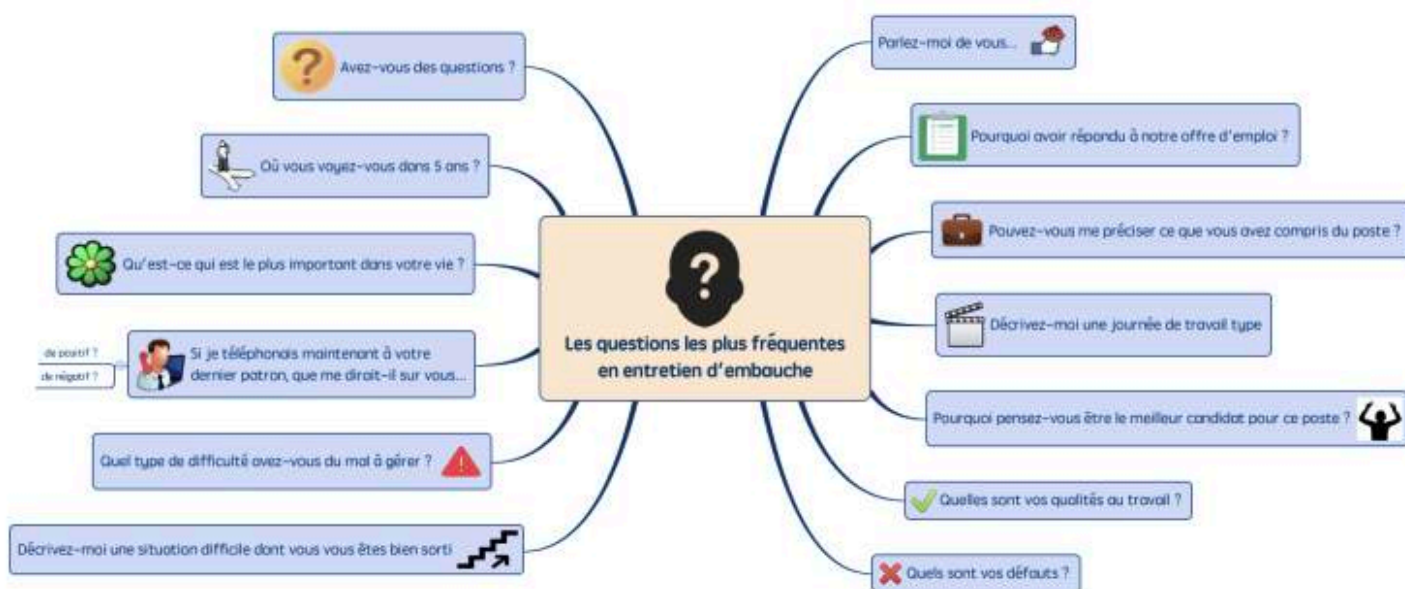 Les questions les plus fréquentes
en entretien d'embauche
Parlez-moi de vous...
Pourquoi avoir répondu à notre offre d'emploi ?
Pouvez-vous me préciser ce que vous avez compris du poste ?
Décrivez-moi une journée de travail type
Pourquoi pensez-vous être le meilleur candidat pour ce poste ?
Quelles sont vos qualités au travail ?
Quels sont vos défauts ?
Avez-vous des questions ?
Où vous voyez-vous dans 5 ans ?
Qu'est-ce qui est le plus important dans votre vie ?
Si je téléphonais maintenant à votre
dernier patron, que me dirait-il sur vous...
de positif ?
de négatif ?
Quel type de difficulté avez-vous du mal à gérer ?
Décrivez-moi une situation difficile dont vous vous êtes bien sorti